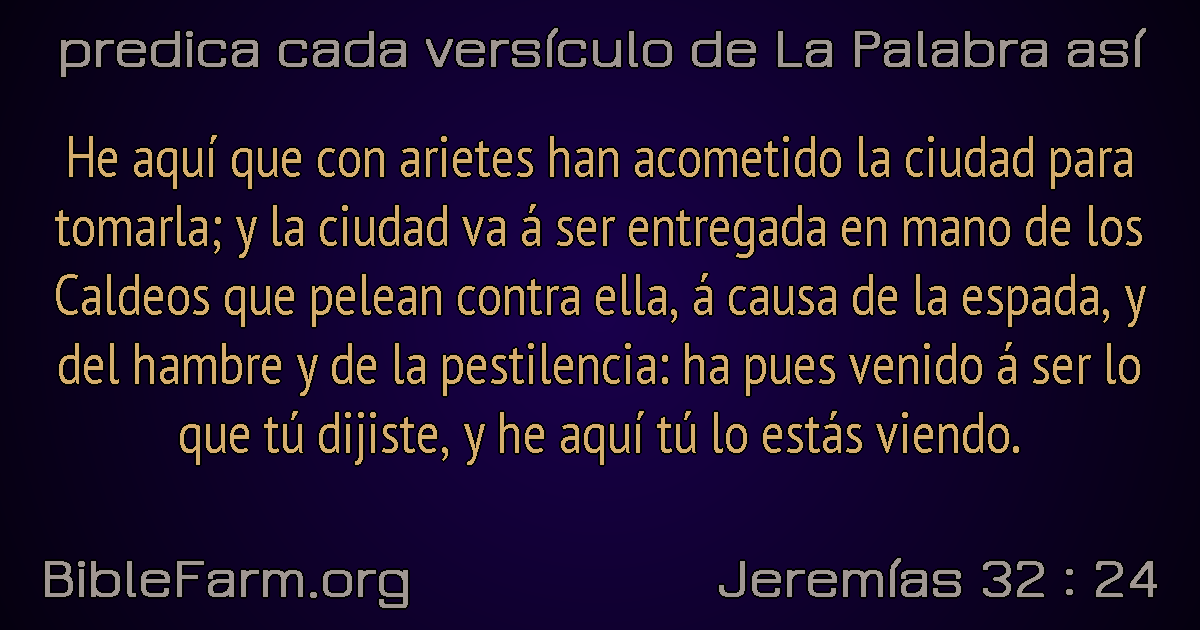 predica cada versículo de La Palabra así
He aquí que con arietes han acometido la ciudad para
tomarla; y la ciudad va á ser entregada en mano de los
Caldeos que pelean contra ella, á causa de la espada, y
del hambre y de la pestilencia: ha pues venido á ser lo
que tú dijiste, y he aquí tú lo estás viendo.
BibleFarm.org
Jeremías 32 : 24